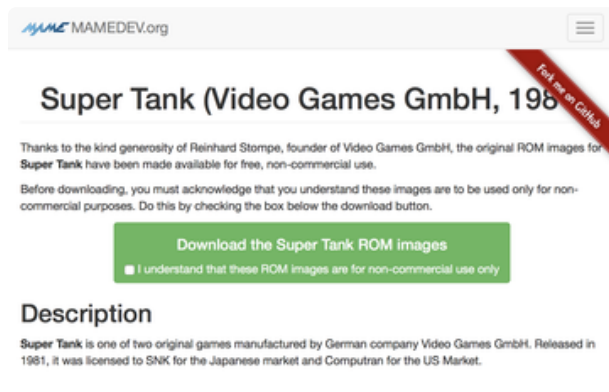 MAME MAMEDEV.org
Fork me on GitHub
Super Tank (Video Games GmbH, 198
Thanks to the kind generosity of Reinhard Stompe, founder of Video Games GmbH, the original ROM images for
Super Tank have been made available for free, non-commercial use.
Before downloading, you must acknowledge that you understand these images are to be used only for non-
commercial purposes. Do this by checking the box below the download button.
Download the Super Tank ROM images
I understand that these ROM images are for non-commercial use only
Description
Super Tank is one of two original games manufactured by German company Video Games GmbH. Released in
1981, it was licensed to SNK for the Japanese market and Computran for the US Market.